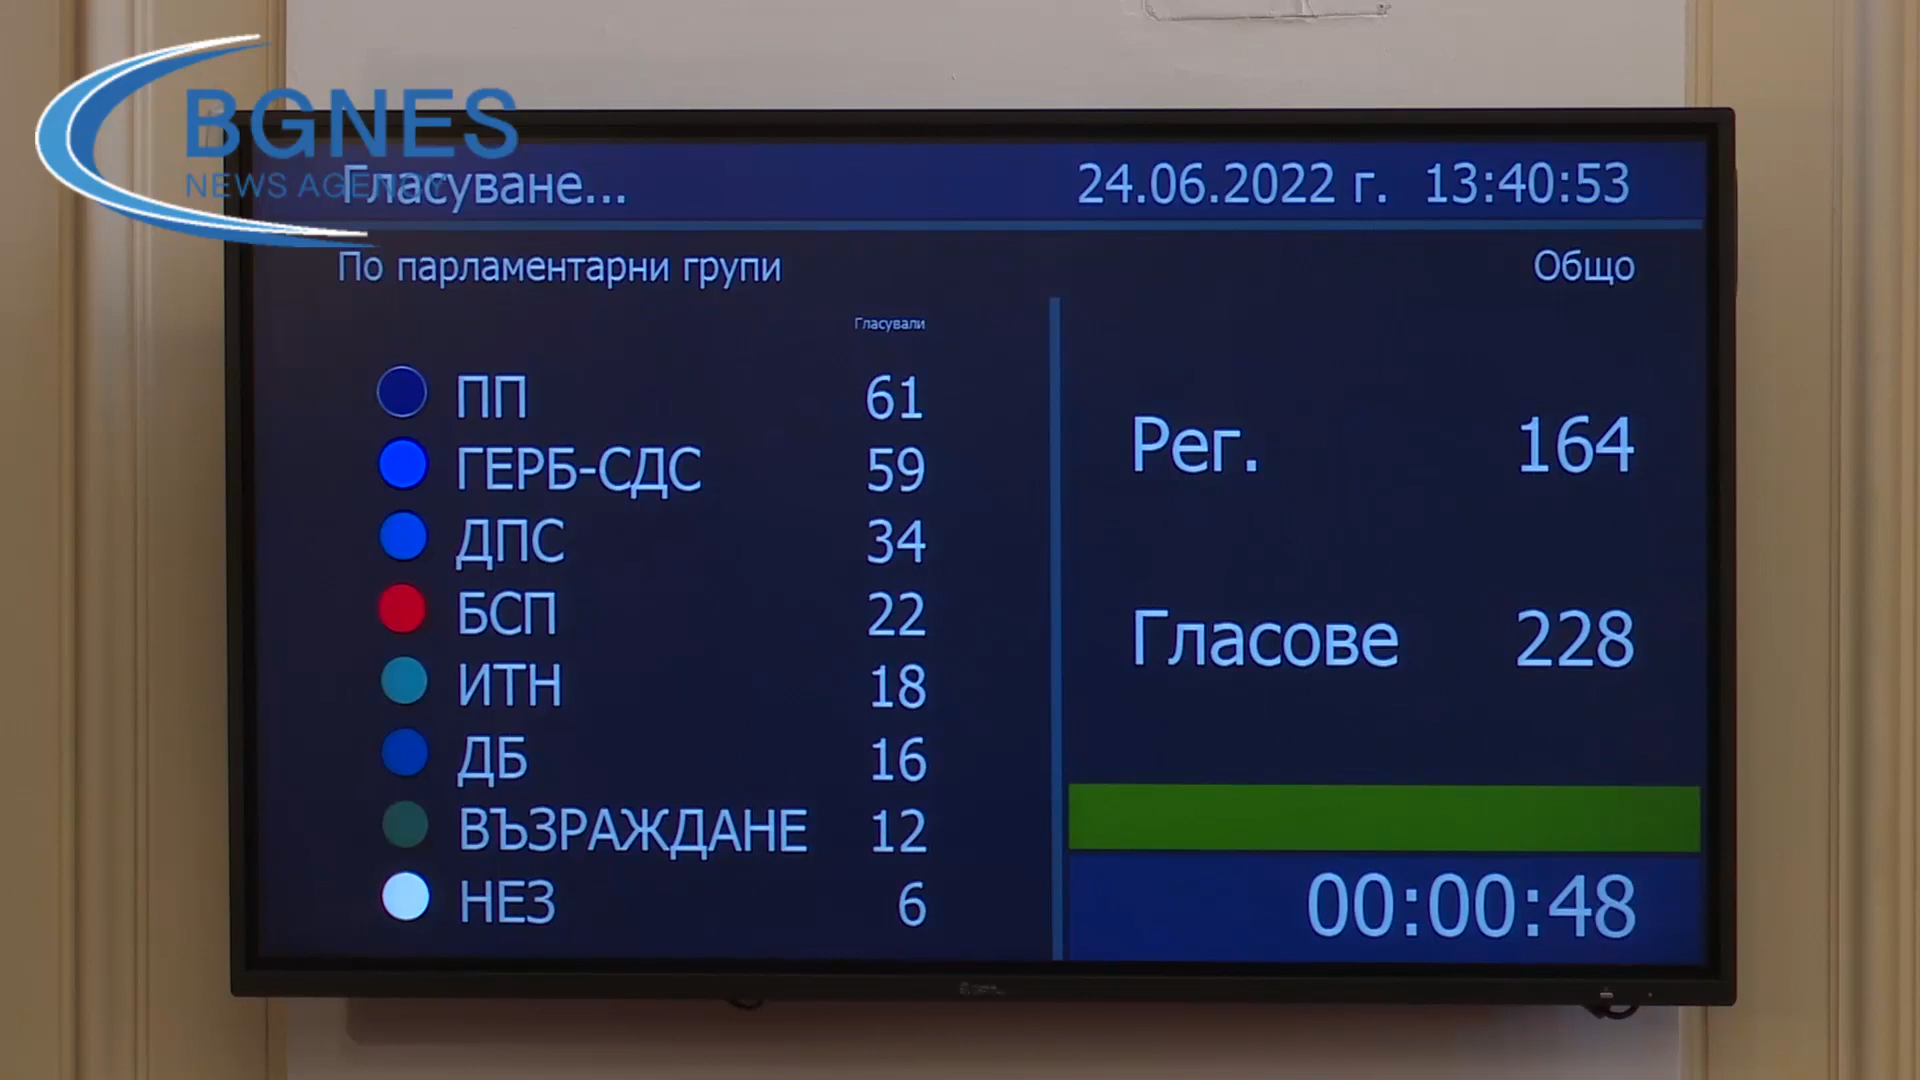 BGNES
NEWS AGENCY
Гласуване... 24.06.2022 г. 13:40:53
По парламентарни групи Общо
Гласували
ПП 61
ГЕРБ-СДС 59
ДПС 34
БСП 22
ИТН 18
ДБ 16
ВЪЗРАЖДАНЕ 12
НЕЗ 6
Рег. 164
Гласове 228
00:00:48